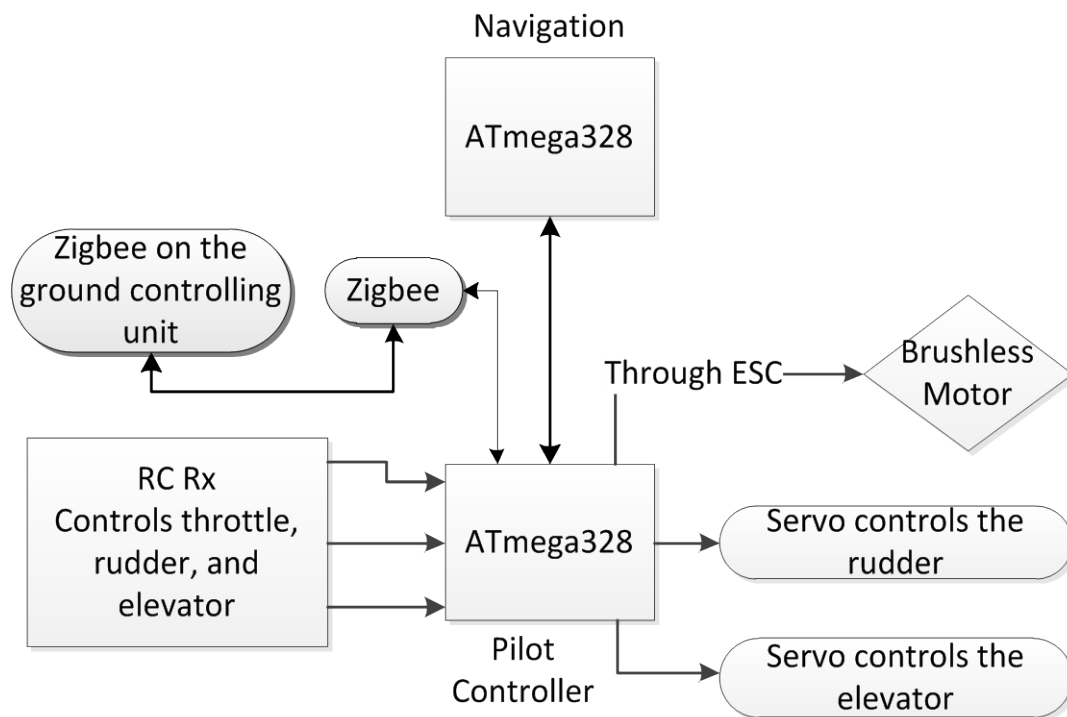 Navigation
ATmega328
Zigbee on the
ground controlling
unit
Zigbee
Through ESC
Brushless
Motor
RC Rx
Controls throttle,
rudder, and
elevator
ATmega328
Pilot
Controller
Servo controls the
rudder
Servo controls the
elevator